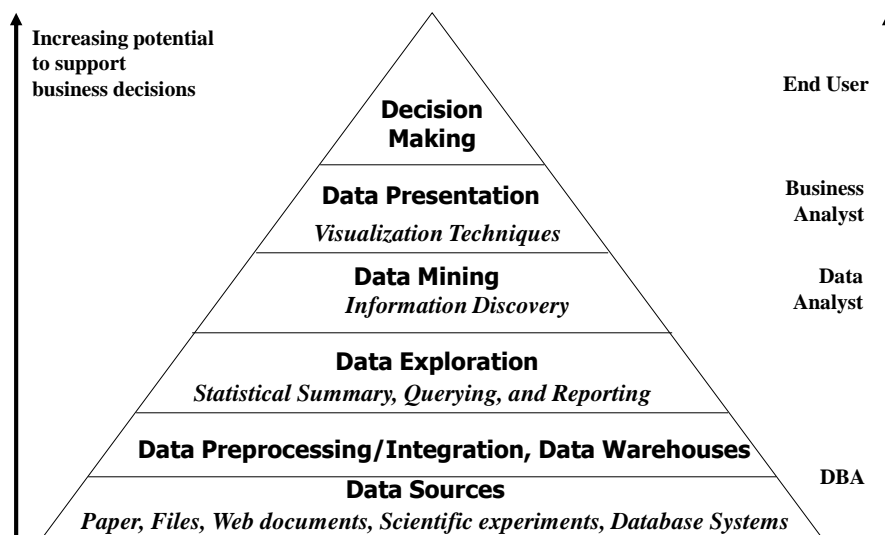 Increasing potential
to support
business decisions
End User
Decision
Making
Data Presentation
Visualization Techniques
Business
Analyst
Data Mining
Information Discovery
Data
Analyst
Data Exploration
Statistical Summary, Querying, and Reporting
Data Preprocessing/Integration, Data Warehouses
DBA
Data Sources
Paper, Files, Web documents, Scientific experiments, Database Systems